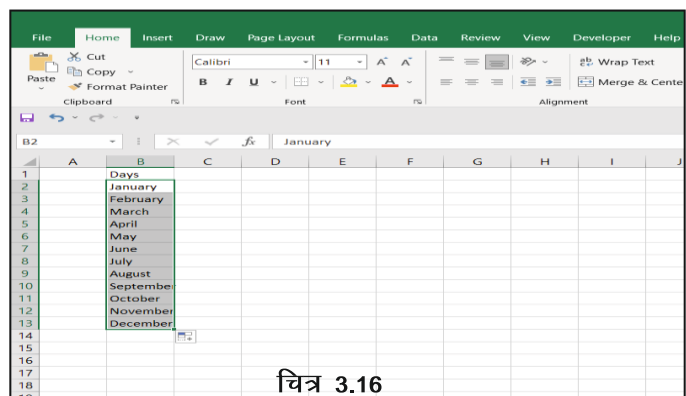 File Home Insert Draw Page Layout Formulas Data Review View Developer Help
Cut
Copy
Paste
Format Painter
Calibri 11 A A
B I U A
Wrap Text
Merge & Cente
Clipboard Font Alignment
B2 fx January
A B C D E F G H I J
1 Days
2 January
3 February
4 March
5 April
6 May
7 June
8 July
9 August
10 September
11 October
12 November
13 December
14
15
16
17
18
चित्र 3.16